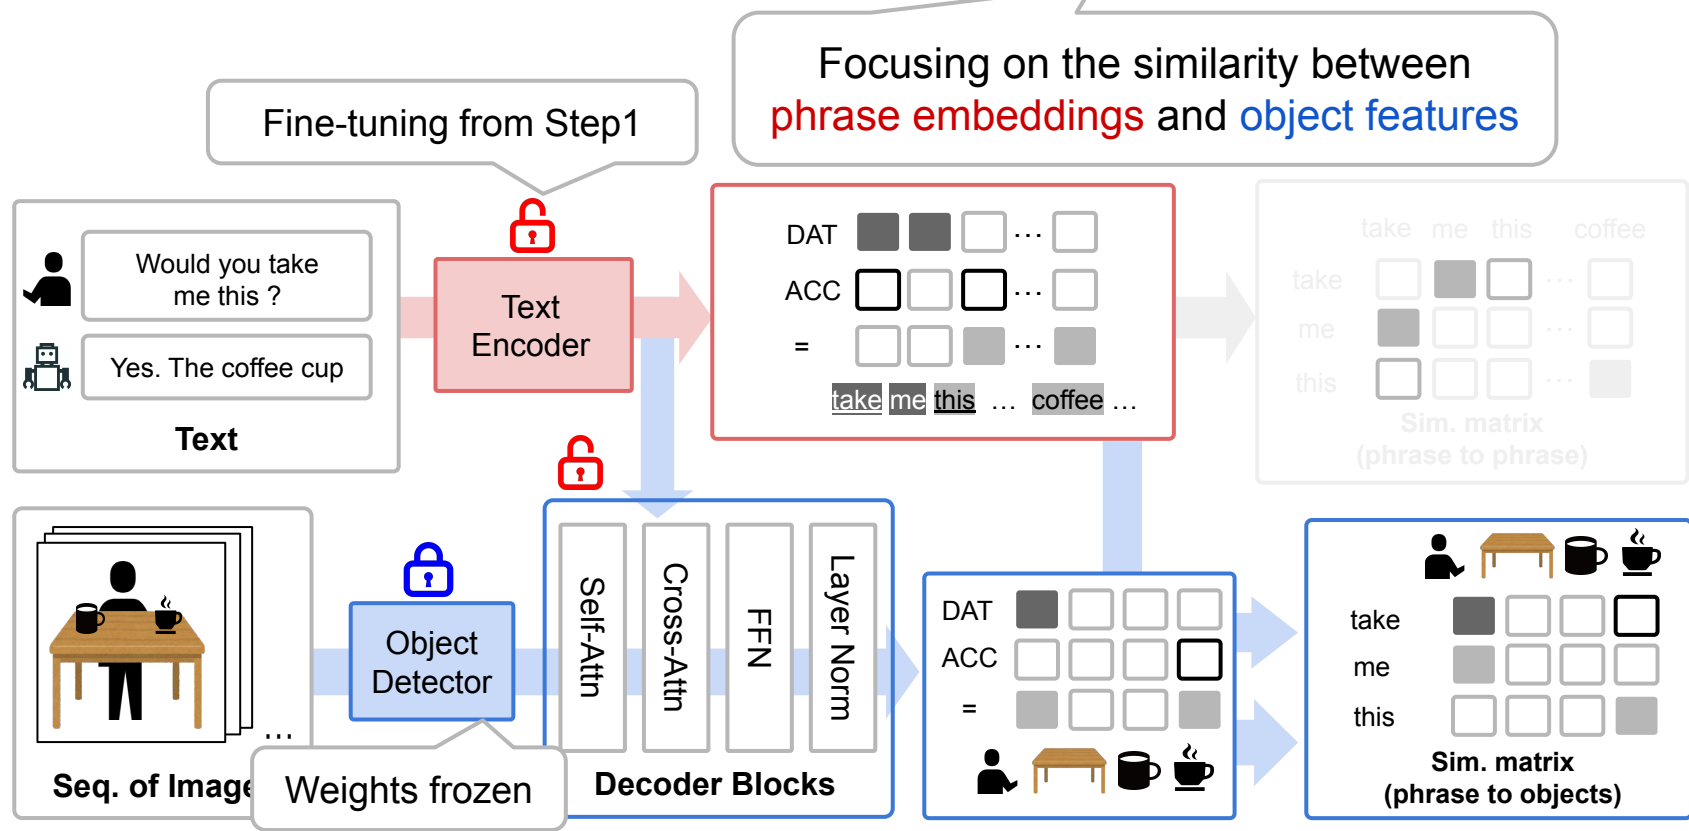 Focusing on the similarity between
phrase embeddings and object features
Fine-tuning from Step1
Would you take
me this ?
Yes. The coffee cup
Text
Text
Encoder
DAT ...
ACC ...
= ...
take me this ... coffee ...
take me this coffee
take ...
me ...
this ...
Sim. matrix
(phrase to phrase)
...
Seq. of Image
Object
Detector
Weights frozen
Self-Attn
Cross-Attn
FFN
Layer Norm
Decoder Blocks
DAT
ACC
=
take
me
this
Sim. matrix
(phrase to objects)